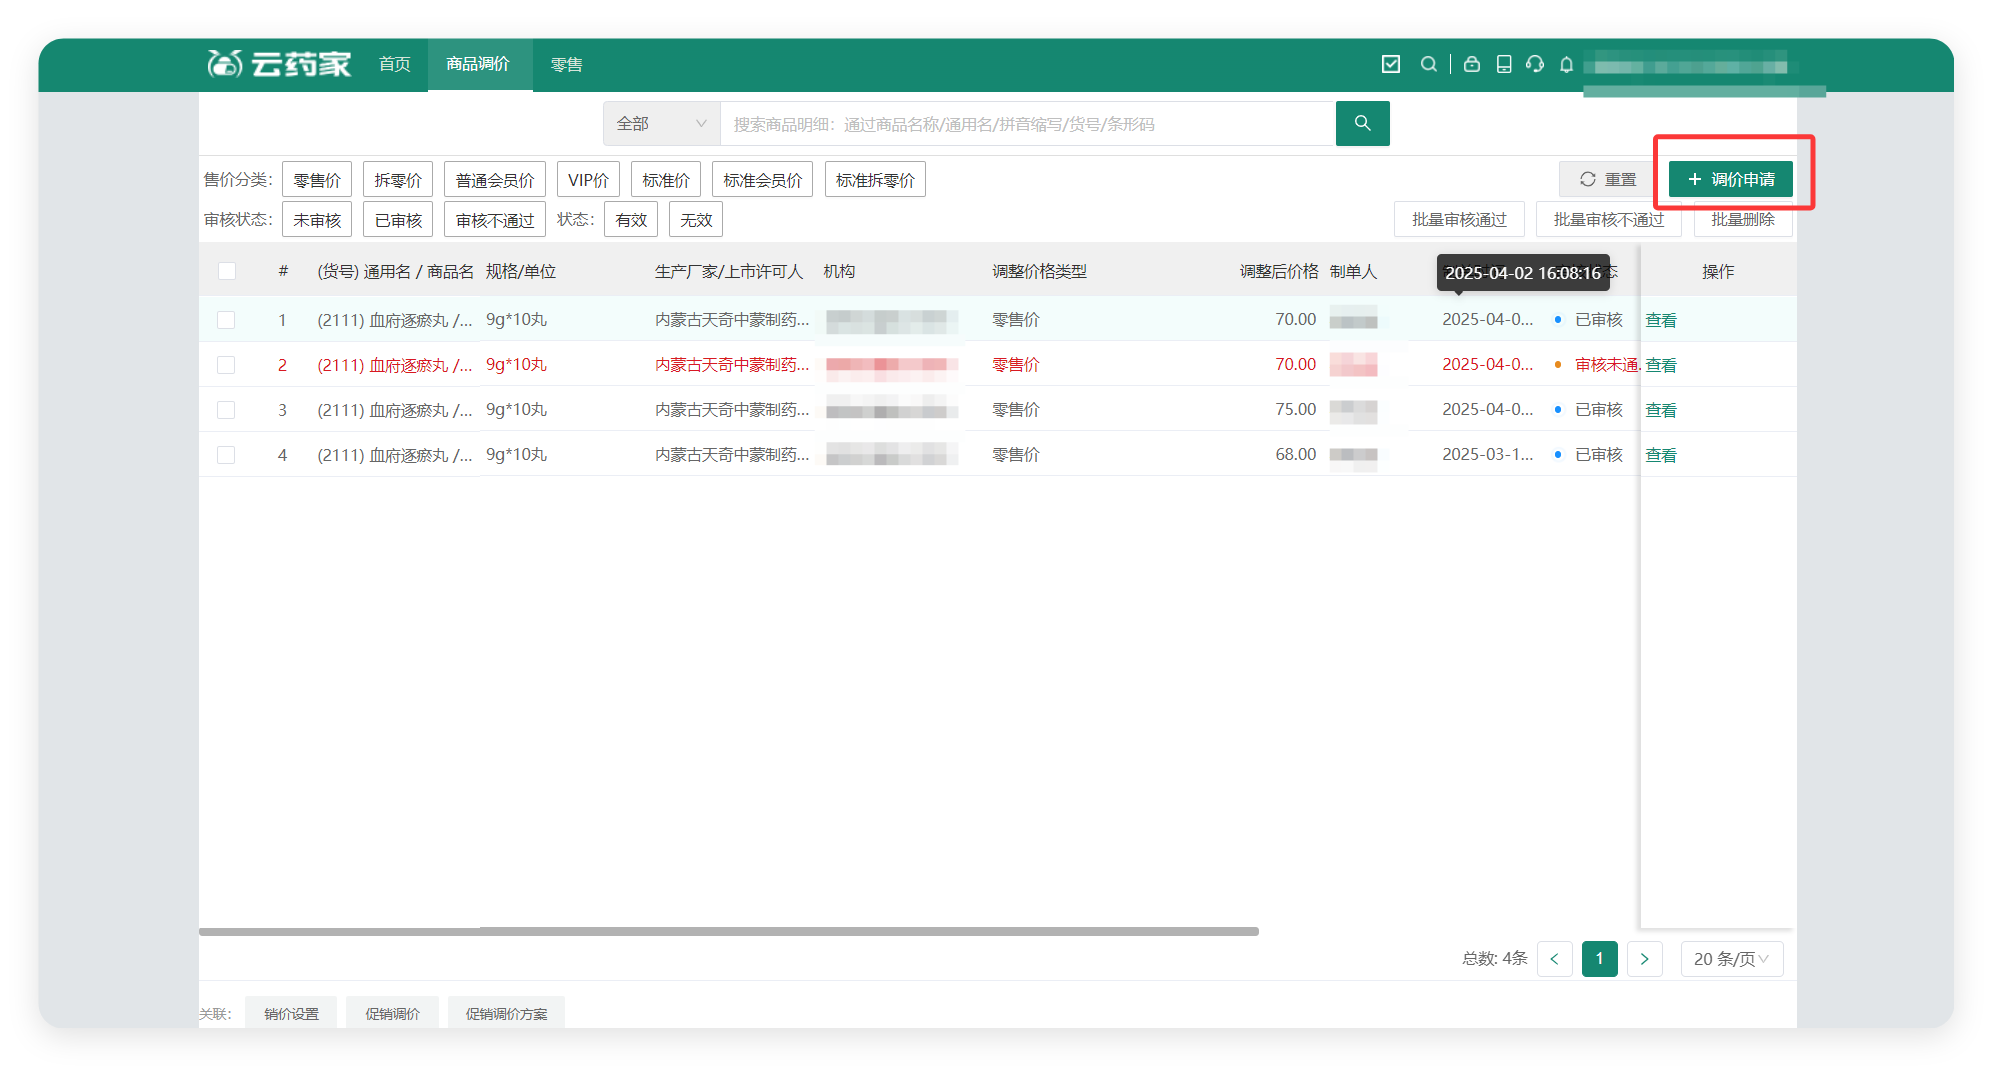 云药家 首页 商品调价 零售
全部 搜索商品明细：通过商品名称/通用名/拼音缩写/货号/条形码
售价分类： 零售价 拆零价 普通会员价 VIP价 标准价 标准会员价 标准拆零价 重置 + 调价申请
审核状态： 未审核 已审核 审核不通过 状态： 有效 无效 批量审核通过 批量审核不通过 批量删除
# (货号) 通用名 / 商品名 规格/单位 生产厂家/上市许可人 机构 调整价格类型 调整后价格 制单人 2025-04-02 16:08:16 操作
1 (2111) 血府逐瘀丸 /... 9g*10丸 内蒙古天奇中蒙制药... 零售价 70.00 2025-04-0... 已审核 查看
2 (2111) 血府逐瘀丸 /... 9g*10丸 内蒙古天奇中蒙制药... 零售价 70.00 2025-04-0... 审核未通. 查看
3 (2111) 血府逐瘀丸 /... 9g*10丸 内蒙古天奇中蒙制药... 零售价 75.00 2025-04-0... 已审核 查看
4 (2111) 血府逐瘀丸 /... 9g*10丸 内蒙古天奇中蒙制药... 零售价 68.00 2025-03-1... 已审核 查看
总数: 4条 < 1 > 20 条/页
关联： 销价设置 促销调价 促销调价方案